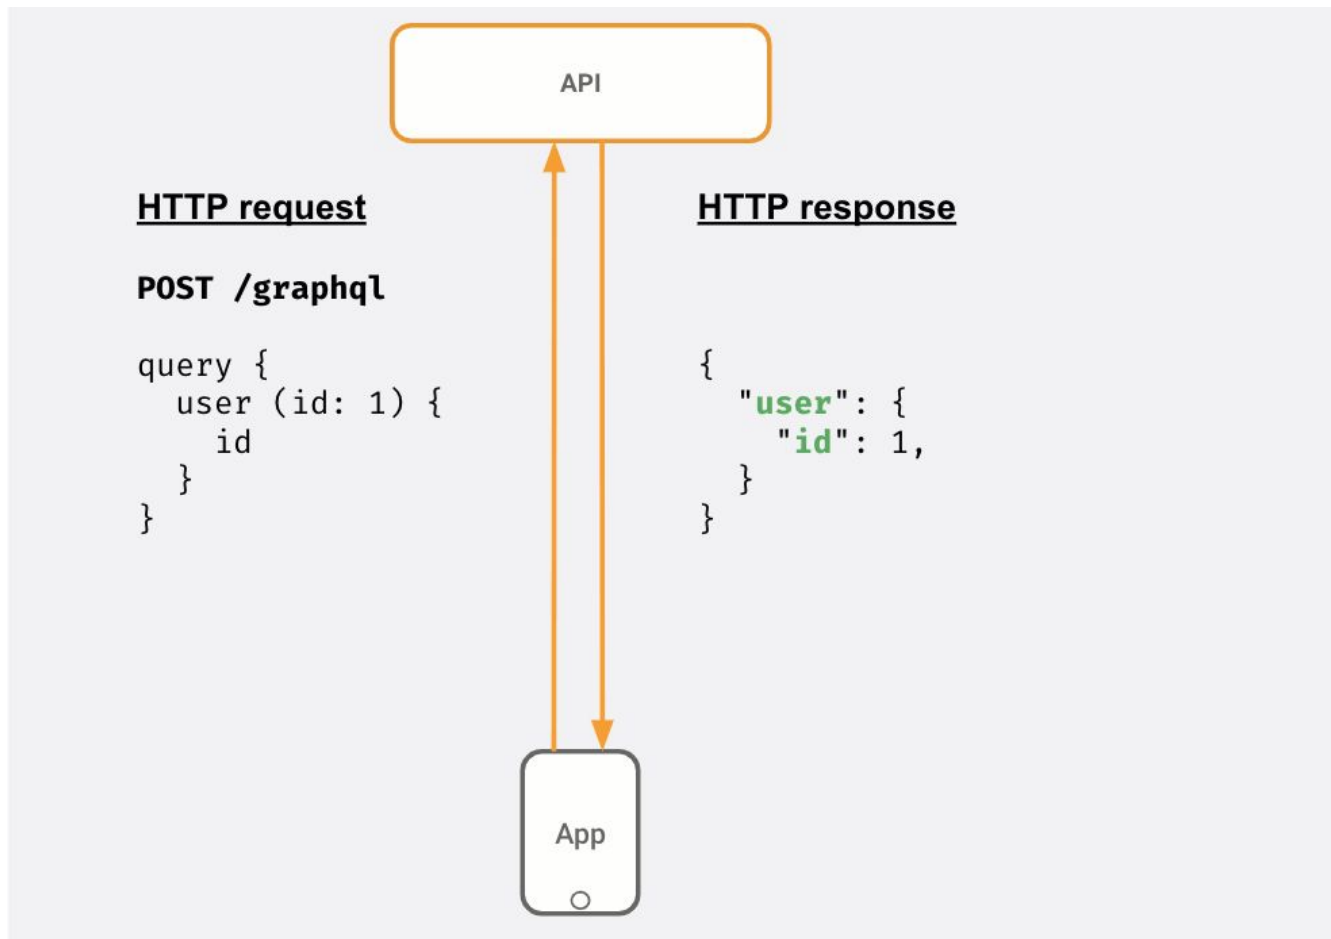 API
HTTP request
POST /graphql
query {
  user (id: 1) {
    id
  }
}
HTTP response
{
  "user": {
    "id": 1,
  }
}
App